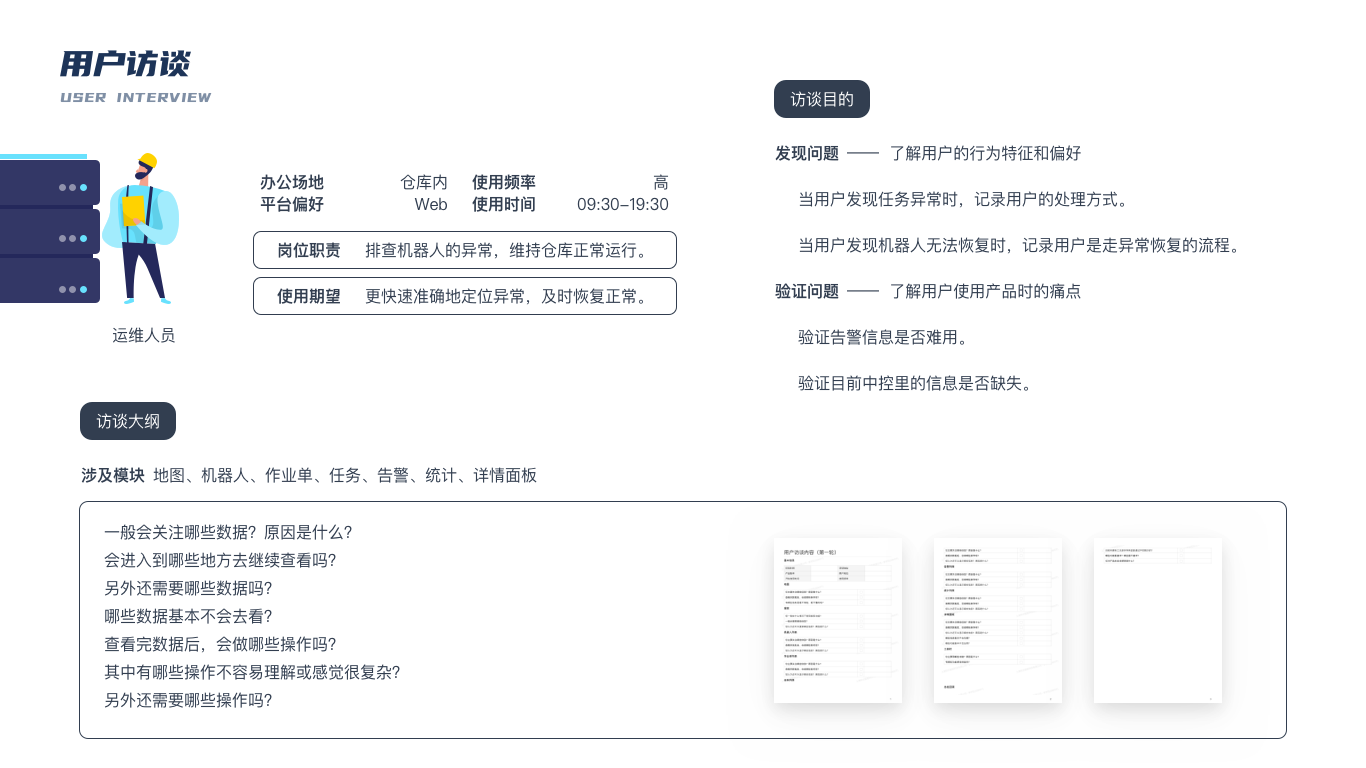 用户访谈
USER INTERVIEW
办公场地 仓库内 使用频率 高
平台偏好 Web 使用时间 09:30–19:30
岗位职责 排查机器人的异常，维持仓库正常运行。
使用期望 更快速准确地定位异常，及时恢复正常。
运维人员
访谈目的
发现问题 —— 了解用户的行为特征和偏好
当用户发现任务异常时，记录用户的处理方式。
当用户发现机器人无法恢复时，记录用户是走异常恢复的流程。
验证问题 —— 了解用户使用产品时的痛点
验证告警信息是否难用。
验证目前中控里的信息是否缺失。
访谈大纲
涉及模块 地图、机器人、作业单、任务、告警、统计、详情面板
一般会关注哪些数据？原因是什么？
会进入到哪些地方去继续查看吗？
另外还需要哪些数据吗？
哪些数据基本不会去看？
查看完数据后，会做哪些操作吗？
其中有哪些操作不容易理解或感觉很复杂？
另外还需要哪些操作吗？
用户访谈内容（第一轮）